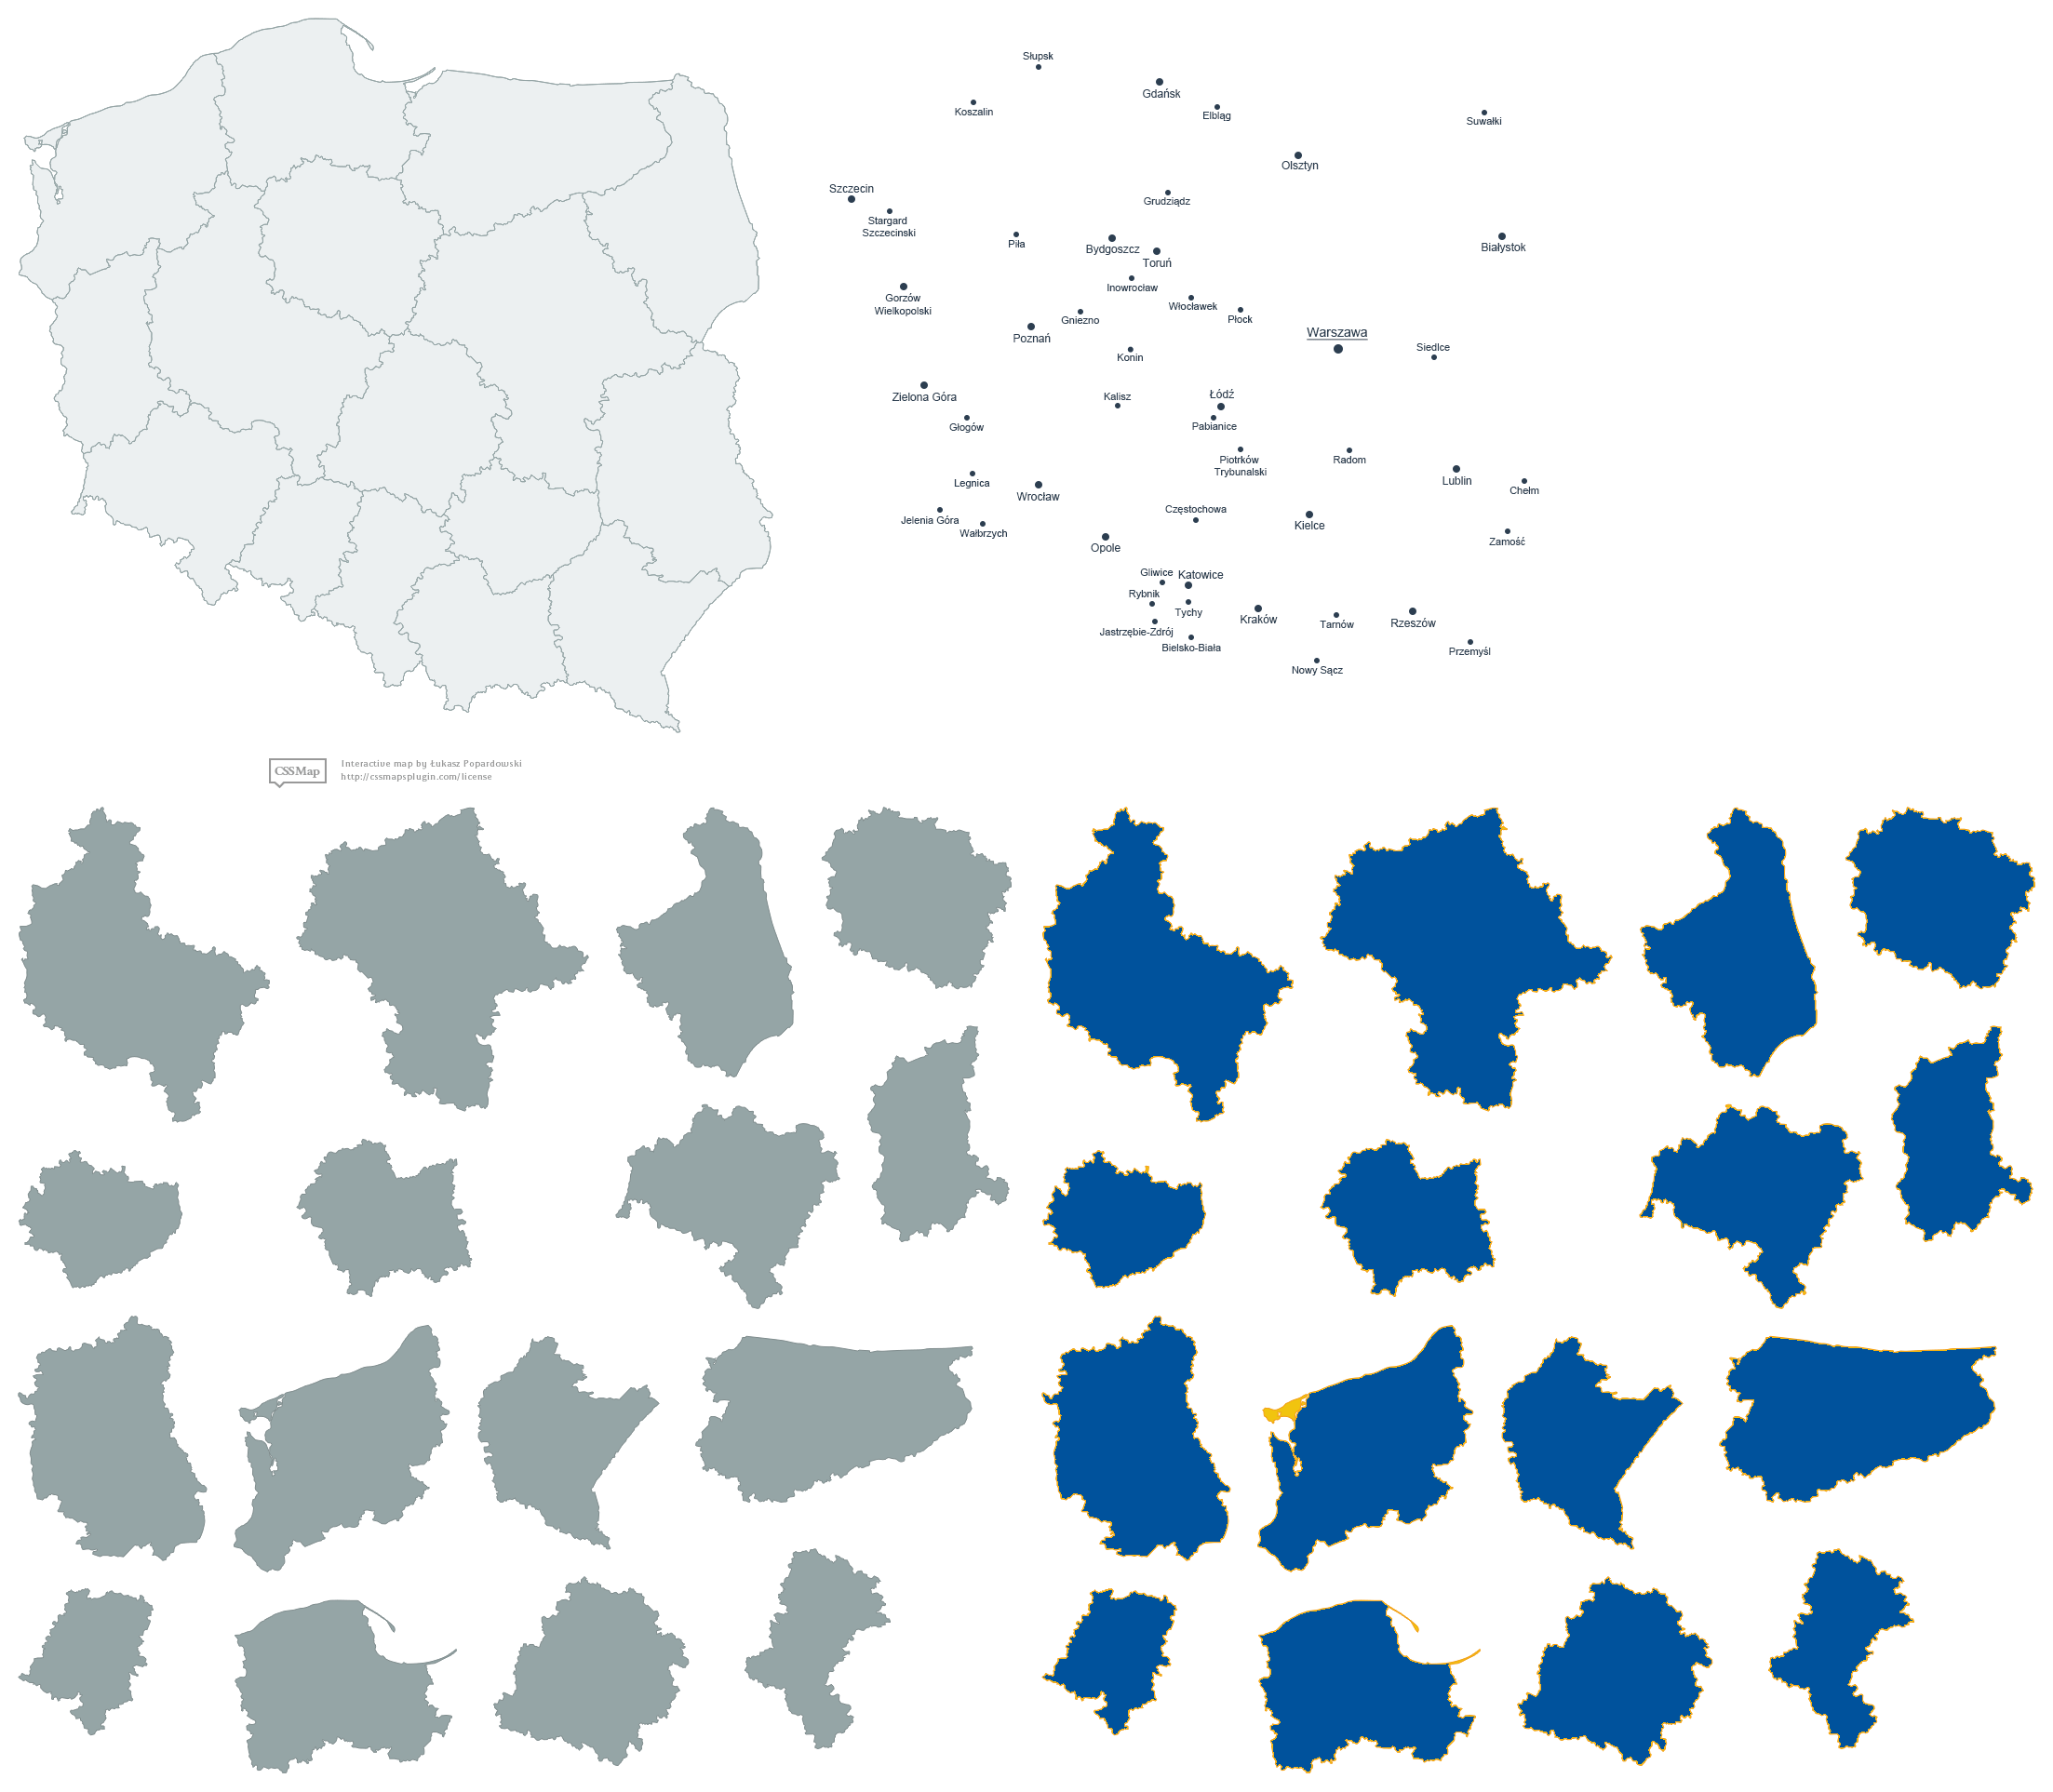 Słupsk
Gdańsk
Koszalin
Elbląg
Suwałki
Olsztyn
Szczecin
Grudziądz
Stargard
Szczecinski
Piła
Bydgoszcz
Toruń
Białystok
Inowrocław
Gorzów
Wielkopolski
Włocławek
Gniezno
Płock
Poznań
Warszawa
Konin
Siedlce
Zielona Góra
Kalisz
Łódź
Głogów
Pabianice
Piotrków
Trybunalski
Radom
Legnica
Wrocław
Lublin
Chełm
Jelenia Góra
Wałbrzych
Częstochowa
Kielce
Zamość
Opole
Gliwice
Katowice
Rybnik
Tychy
Jastrzębie-Zdrój
Kraków
Tarnów
Rzeszów
Bielsko-Biała
Przemyśl
Nowy Sącz
CSSMap
Interactive map by Łukasz Popardowski
http://cssmapsplugin.com/license